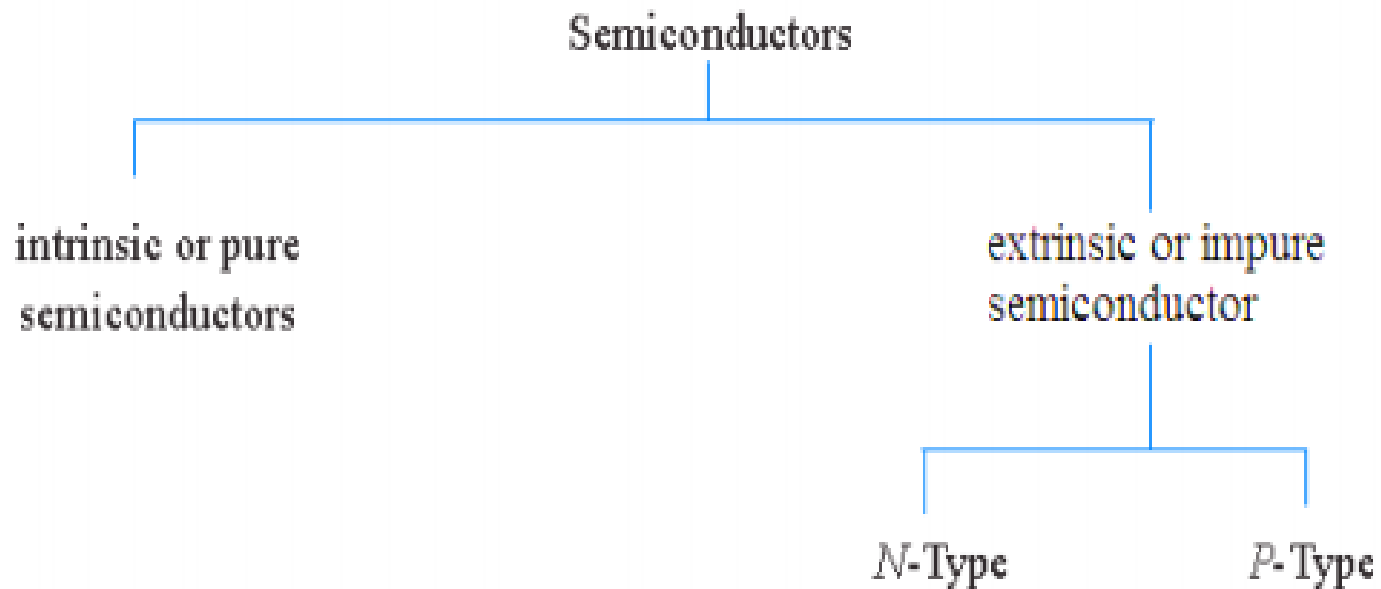 Semiconductors
intrinsic or pure
semiconductors
extrinsic or impure
semiconductor
N-Type
P-Type